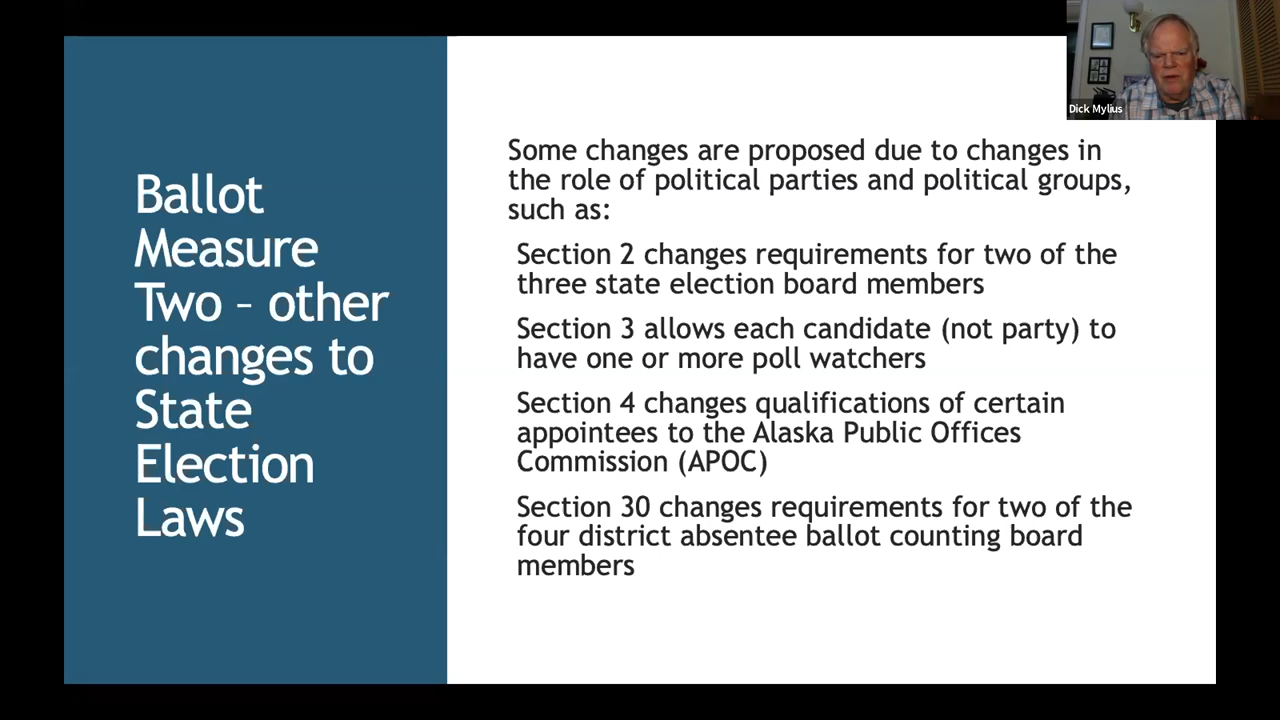 Ballot
Measure
Two – other
changes to
State
Election
Laws
Some changes are proposed due to changes in
the role of political parties and political groups,
such as:
Section 2 changes requirements for two of the
three state election board members
Section 3 allows each candidate (not party) to
have one or more poll watchers
Section 4 changes qualifications of certain
appointees to the Alaska Public Offices
Commission (APOC)
Section 30 changes requirements for two of the
four district absentee ballot counting board
members
Dick Mylius